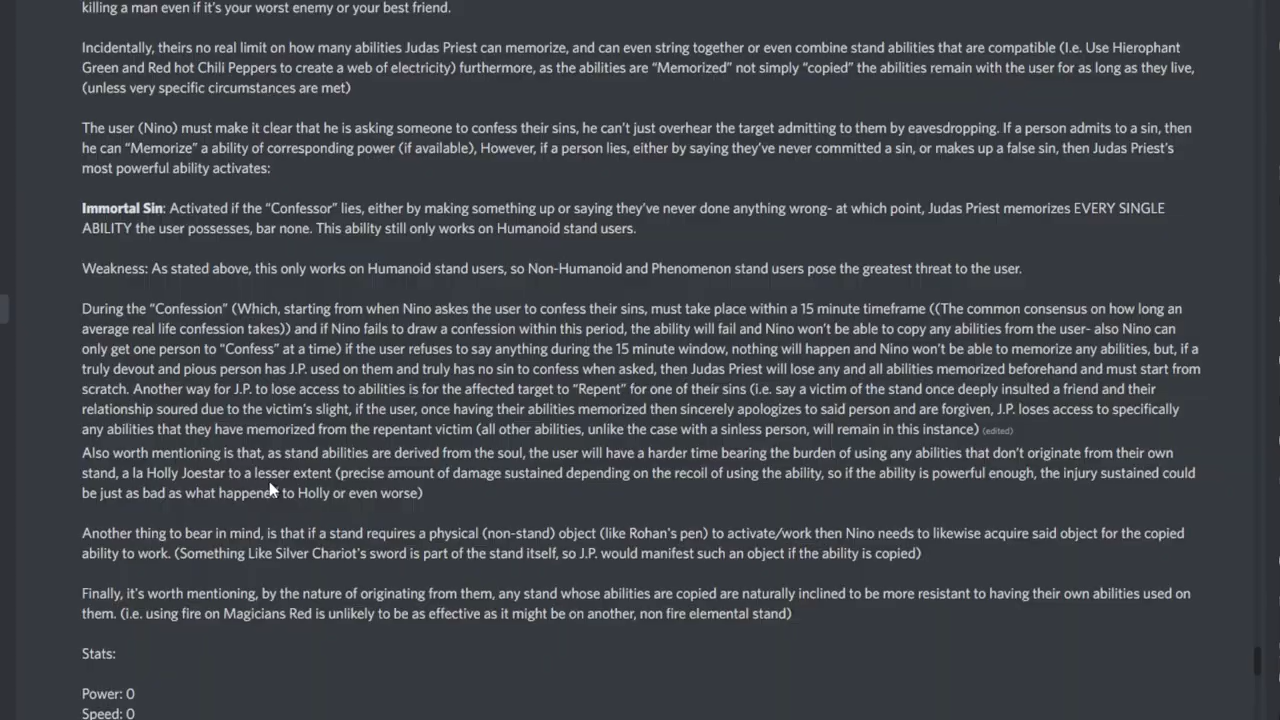 killing a man even if it's your worst enemy or your best friend.
Incidentally, theirs no real limit on how many abilities Judas Priest can memorize, and can even string together or even combine stand abilities that are compatible (I.e. Use Hierophant
Green and Red hot Chili Peppers to create a web of electricity) furthermore, as the abilities are “Memorized” not simply “copied” the abilities remain with the user for as long as they live,
(unless very specific circumstances are met)
The user (Nino) must make it clear that he is asking someone to confess their sins, he can't just overhear the target admitting to them by eavesdropping. If a person admits to a sin, then
he can “Memorize” a ability of corresponding power (if available), However, if a person lies, either by saying they've never committed a sin, or makes up a false sin, then Judas Priest's
most powerful ability activates:
Immortal Sin: Activated if the “Confessor” lies, either by making something up or saying they've never done anything wrong- at which point, Judas Priest memorizes EVERY SINGLE
ABILITY the user possesses, bar none. This ability still only works on Humanoid stand users.
Weakness: As stated above, this only works on Humanoid stand users, so Non-Humanoid and Phenomenon stand users pose the greatest threat to the user.
During the “Confession” (Which, starting from when Nino asks the user to confess their sins, must take place within a 15 minute timeframe ((The common consensus on how long an
average real life confession takes)) and if Nino fails to draw a confession within this period, the ability will fail and Nino won't be able to copy any abilities from the user- also Nino can
only get one person to “Confess” at a time) if the user refuses to say anything during the 15 minute window, nothing will happen and Nino won't be able to memorize any abilities, but, if a
truly devout and pious person has J.P. used on them and truly has no sin to confess when asked, then Judas Priest will lose any and all abilities memorized beforehand and must start from
scratch. Another way for J.P. to lose access to abilities is for the affected target to “Repent” for one of their sins (i.e. say a victim of the stand once deeply insulted a friend and their
relationship soured due to the victim's slight, if the user, once having their abilities memorized then sincerely apologizes to said person and are forgiven, J.P. loses access to specifically
any abilities that they have memorized from the repentant victim (all other abilities, unlike the case with a sinless person, will remain in this instance) (edited)
Also worth mentioning is that, as stand abilities are derived from the soul, the user will have a harder time bearing the burden of using any abilities that don't originate from their own
stand, a la Holly Joestar to a lesser extent (precise amount of damage sustained depending on the recoil of using the ability, so if the ability is powerful enough, the injury sustained could
be just as bad as what happened to Holly or even worse)
Another thing to bear in mind, is that if a stand requires a physical (non-stand) object (like Rohan's pen) to activate/work then Nino needs to likewise acquire said object for the copied
ability to work. (Something Like Silver Chariot's sword is part of the stand itself, so J.P. would manifest such an object if the ability is copied)
Finally, it's worth mentioning, by the nature of originating from them, any stand whose abilities are copied are naturally inclined to be more resistant to having their own abilities used on
them. (i.e. using fire on Magicians Red is unlikely to be as effective as it might be on another, non fire elemental stand)
Stats:
Power: 0
Speed: 0